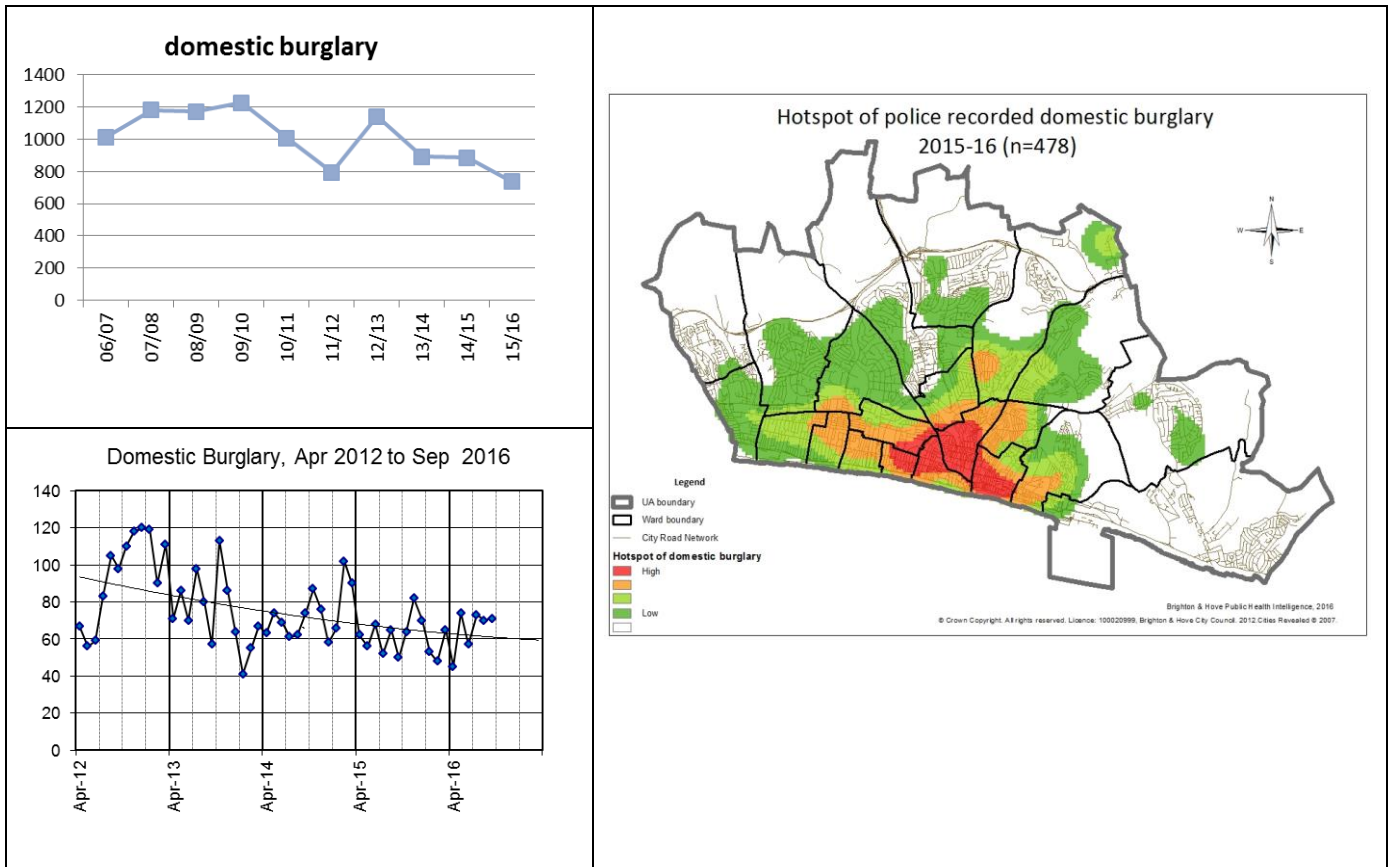 domestic burglary
1400
1200
1000
800
600
400
200
0
06/07
07/08
08/09
09/10
10/11
11/12
12/13
13/14
14/15
15/16
Domestic Burglary, Apr 2012 to Sep 2016
140
120
100
80
60
40
20
0
Apr-12
Apr-13
Apr-14
Apr-15
Apr-16
Hotspot of police recorded domestic burglary
2015-16 (n=478)
N
W E
S
Legend
UA boundary
Ward boundary
City Road Network
Hotspot of domestic burglary
High
Low
Brighton & Hove Public Health Intelligence, 2016
© Crown Copyright. All rights reserved. Licence: 100020999, Brighton & Hove City Council. 2012.Cities Revealed © 2007.